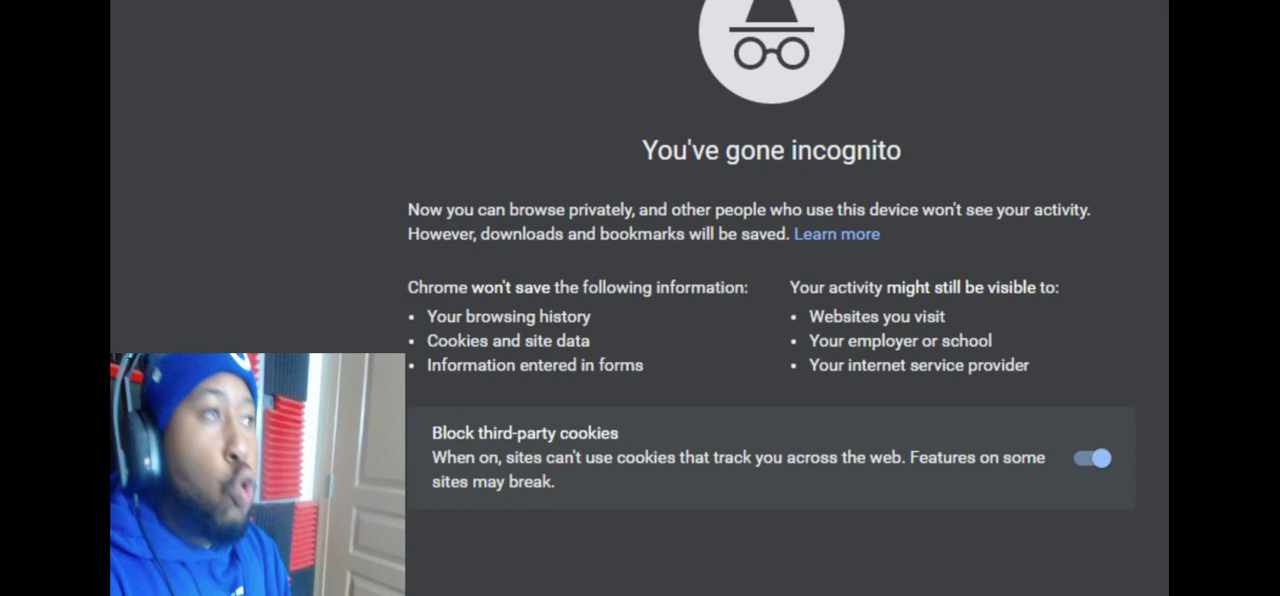 You've gone incognito
Now you can browse privately, and other people who use this device won't see your activity.
However, downloads and bookmarks will be saved. Learn more
Chrome won't save the following information:
• Your browsing history
• Cookies and site data
• Information entered in forms
Your activity might still be visible to:
• Websites you visit
• Your employer or school
• Your internet service provider
Block third-party cookies
When on, sites can't use cookies that track you across the web. Features on some
sites may break.